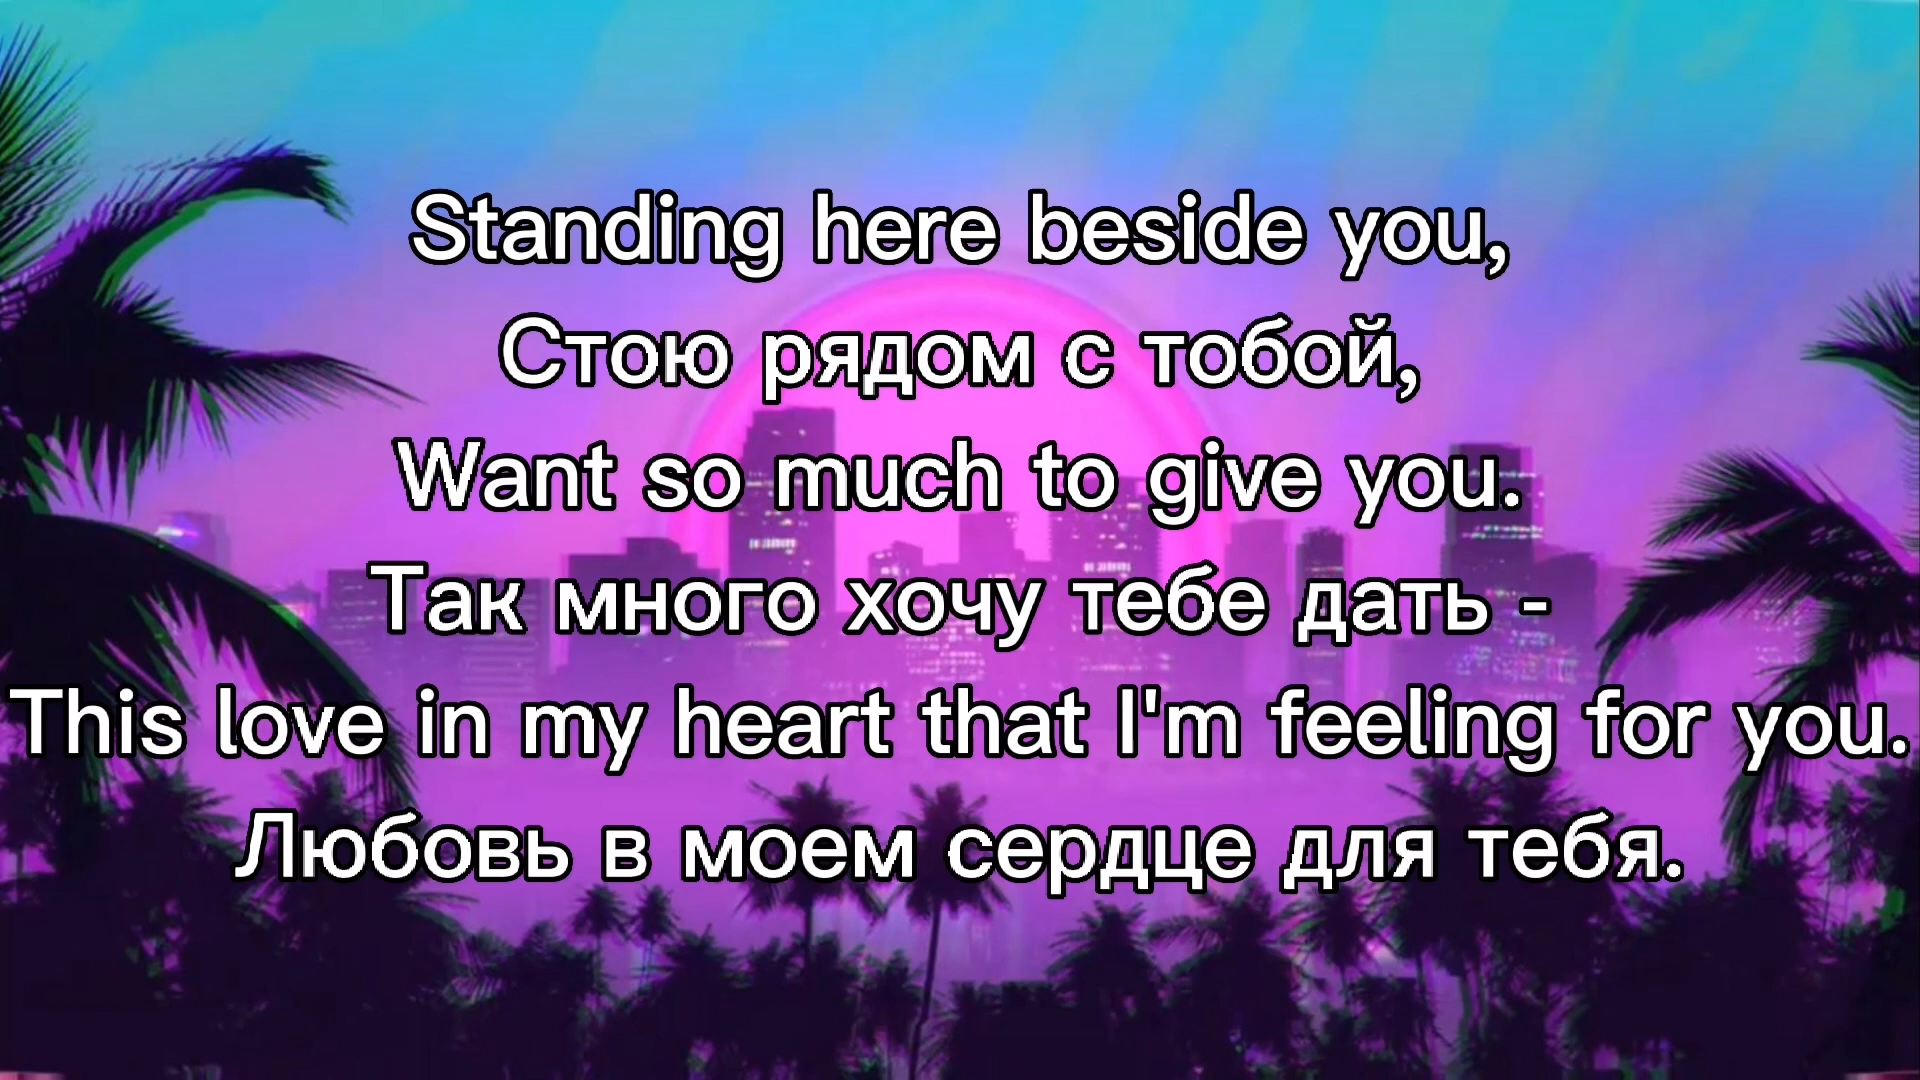 Standing here beside you,
Стою рядом с тобой,
Want so much to give you.
Так много хочу тебе дать -
This love in my heart that I'm feeling for you.
Любовь в моем сердце для тебя.